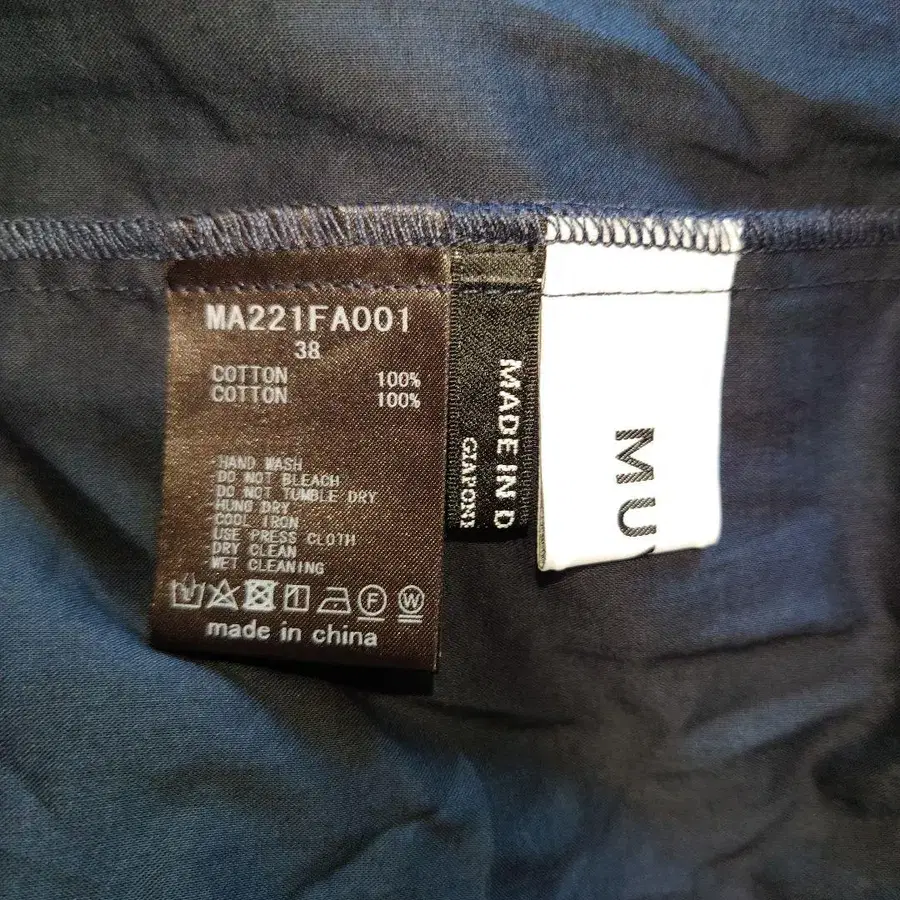 MA221FA001
38
COTTON 100%
COTTON 100%
-HAND WASH
-DO NOT BLEACH
-DO NOT TUMBLE DRY
-HUNG DRY
-COOL IRON
USE PRESS CLOTH
-DRY CLEAN
-WET CLEANING
F W
made in china
MADE IN D
GIAPONE
MU